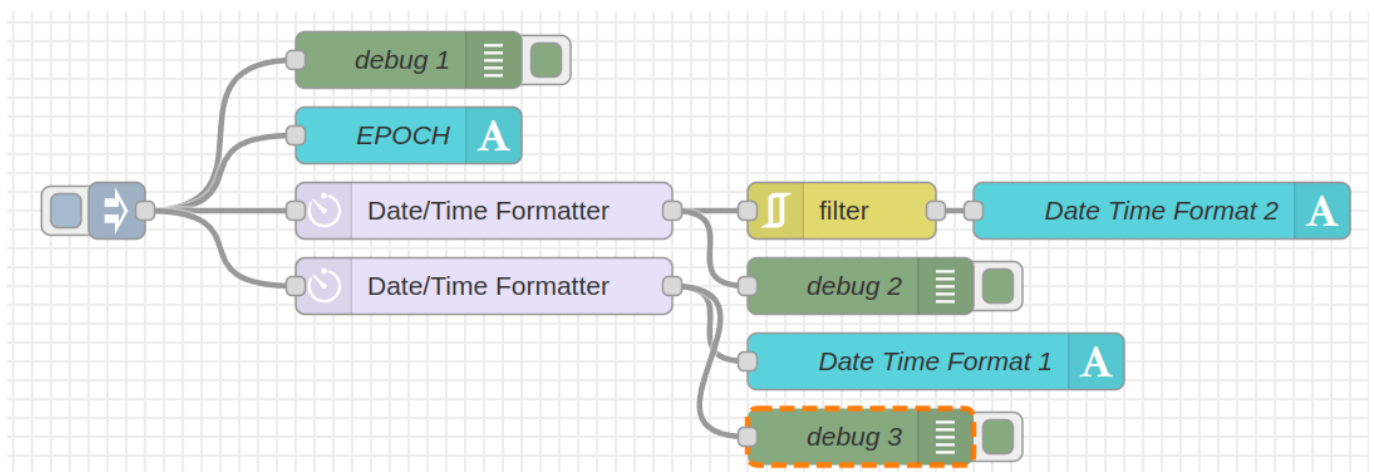 debug 1
EPOCH A
Date/Time Formatter
filter
Date Time Format 2 A
Date/Time Formatter
debug 2
Date Time Format 1 A
debug 3